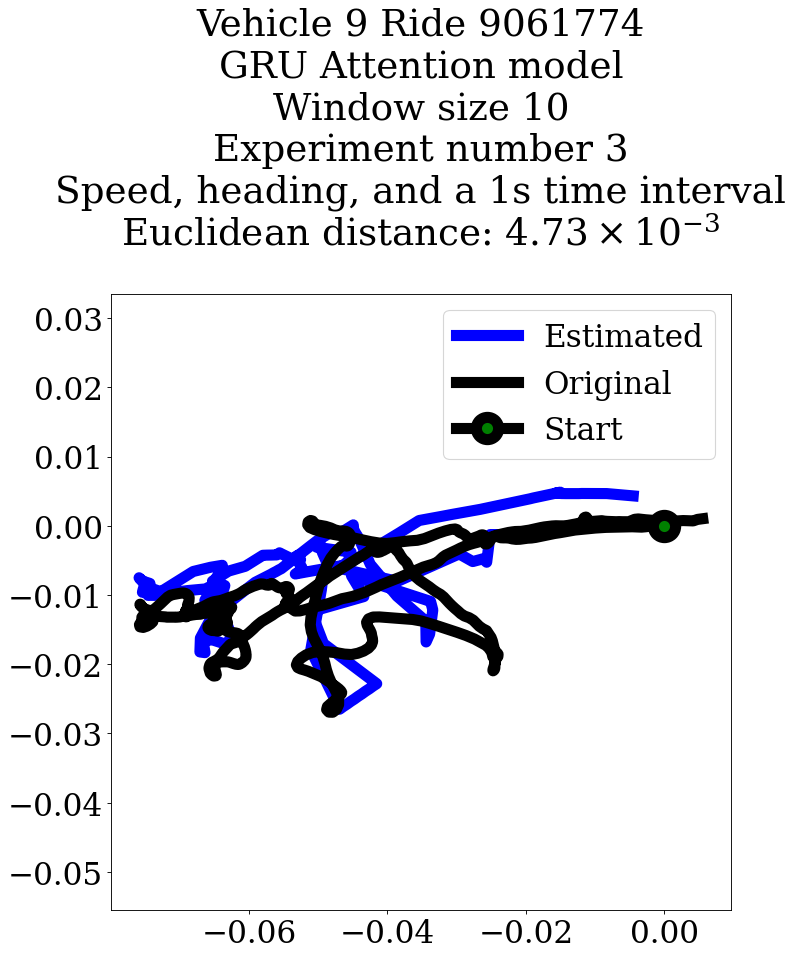 Vehicle 9 Ride 9061774
GRU Attention model
Window size 10
Experiment number 3
Speed, heading, and a 1s time interval
Euclidean distance: 4.73 × 10⁻³
Estimated
Original
Start
0.03
0.02
0.01
0.00
−0.01
−0.02
−0.03
−0.04
−0.05
−0.06 −0.04 −0.02 0.00